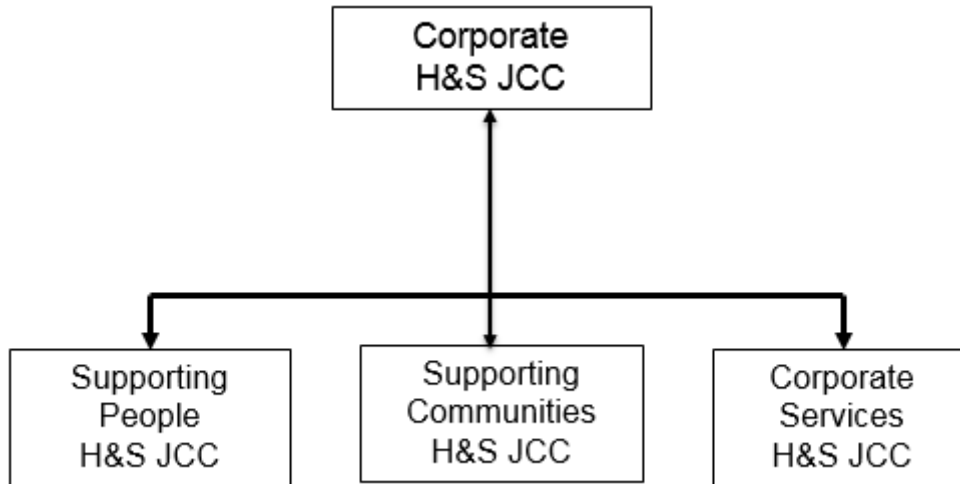 Corporate
H&S JCC
Supporting
People
H&S JCC
Supporting
Communities
H&S JCC
Corporate
Services
H&S JCC